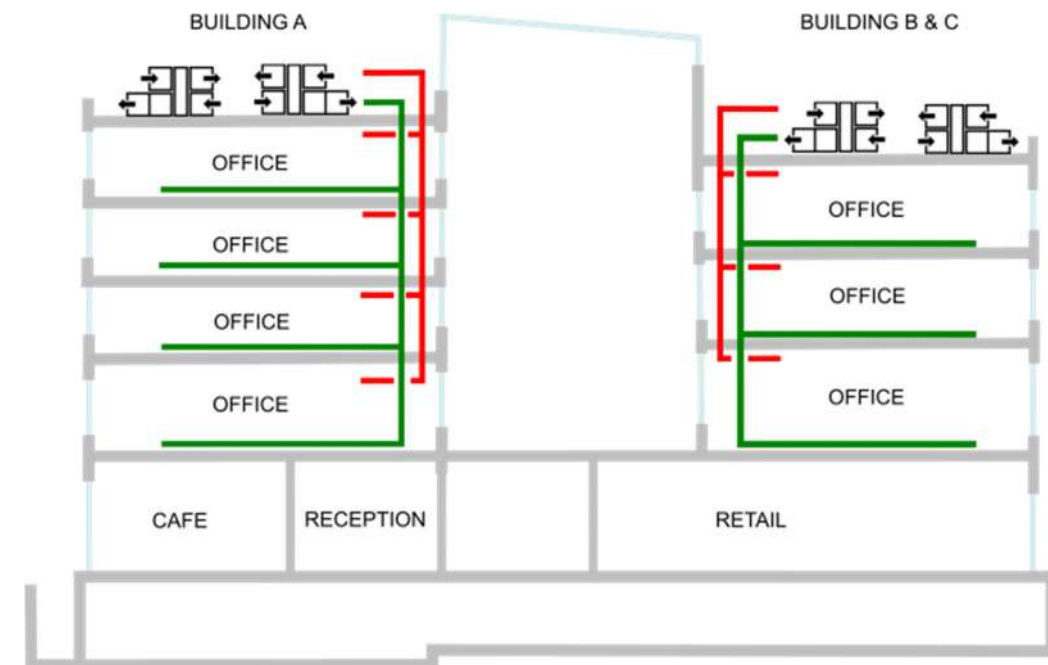 BUILDING A
BUILDING B & C
OFFICE
OFFICE
OFFICE
OFFICE
OFFICE
OFFICE
OFFICE
CAFE
RECEPTION
RETAIL